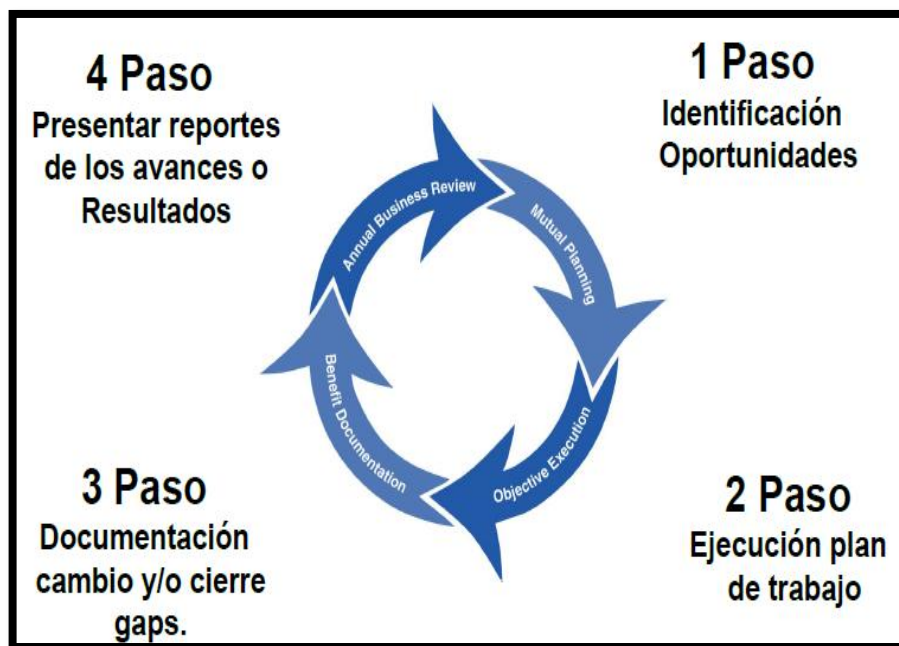 4 Paso
Presentar reportes
de los avances o
Resultados
1 Paso
Identificación
Oportunidades
Annual Business Review
Mutual Planning
Benefit Documentation
Objective Execution
3 Paso
Documentación
cambio y/o cierre
gaps.
2 Paso
Ejecución plan
de trabajo